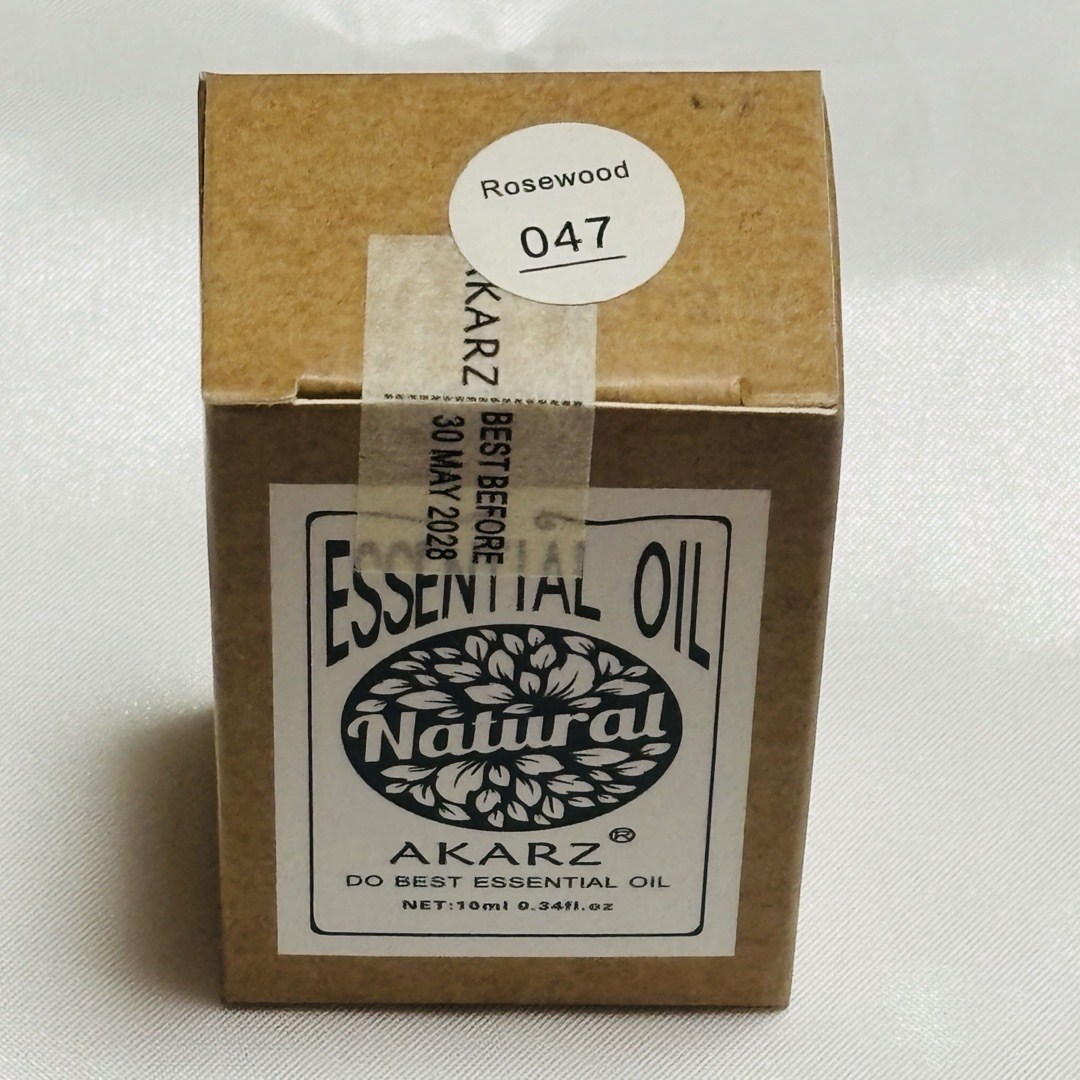 Rosewood
047
AKARZ
BEST BEFORE
30 MAY 2028
ESSENTIAL OIL
Natural
AKARZ®
DO BEST ESSENTIAL OIL
NET:10ml 0.34fl.oz